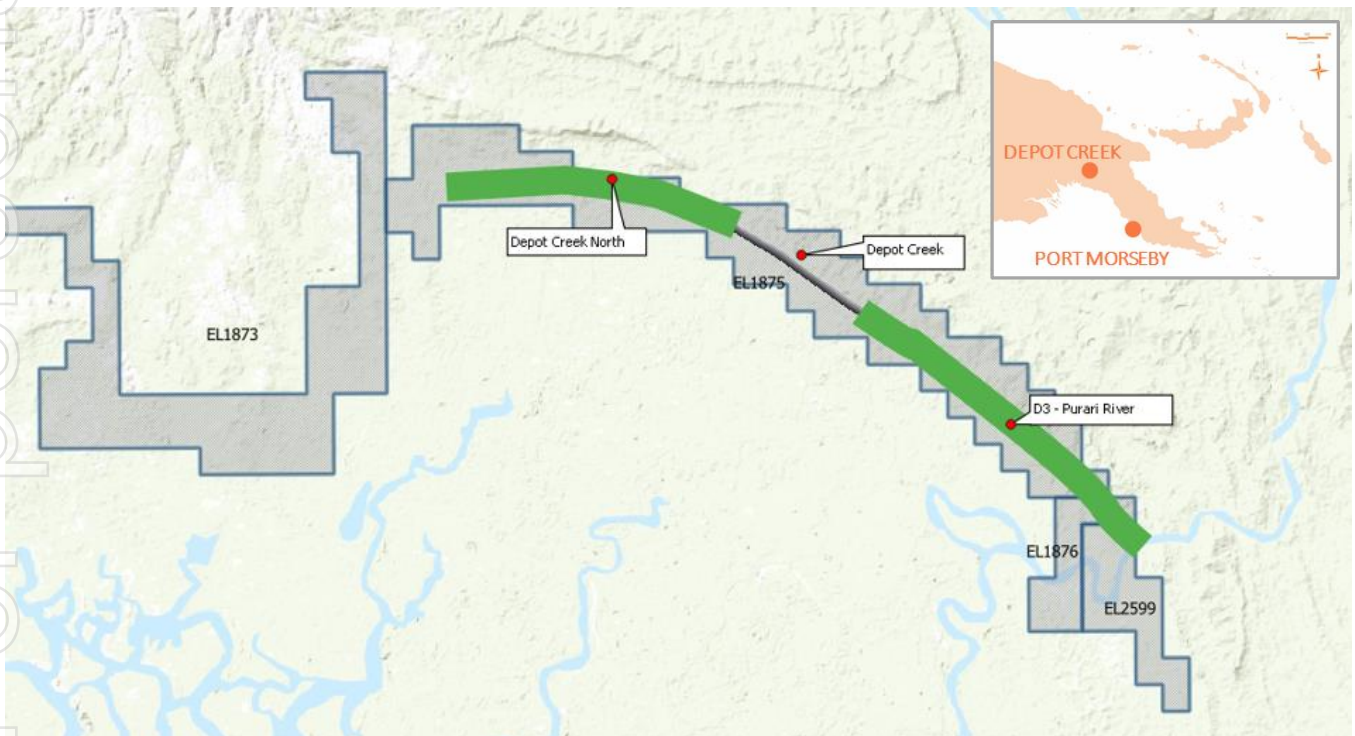 DEPOT CREEK
PORT MORSEBY
Depot Creek North
Depot Creek
EL1875
EL1873
D3 - Purari River
EL1876
EL2599